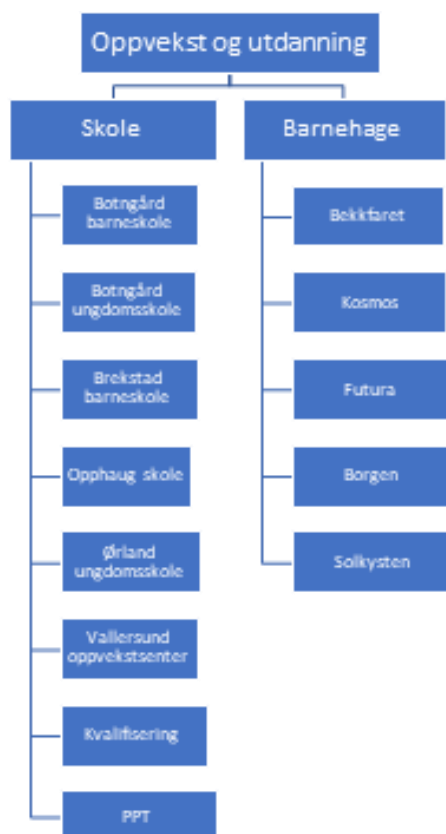 Oppvekst og utdanning
Skole
Botngård
barneskole
Botngård
ungdomsskole
Brekstad
barneskole
Opphaug skole
Ørland
ungdomsskole
Vallersund
oppvekstsenter
Kvalifisering
PPT
Barnehage
Bekkfaret
Kosmos
Futura
Borgen
Solkysten